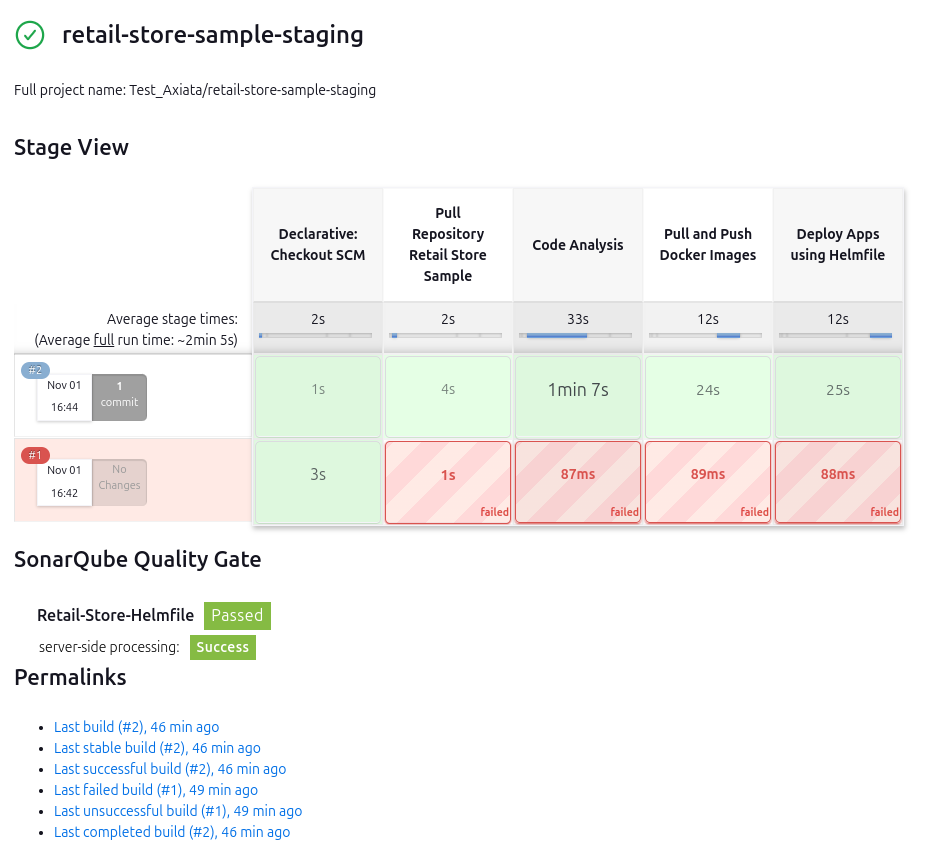 retail-store-sample-staging
Full project name: Test_Axiata/retail-store-sample-staging
Stage View
Declarative:
Checkout SCM
Pull
Repository
Retail Store
Sample
Code Analysis
Pull and Push
Docker Images
Deploy Apps
using Helmfile
Average stage times:
(Average full run time: ~2min 5s)
2s
2s
33s
12s
12s
#2
Nov 01
16:44
1
commit
1s
4s
1min 7s
24s
25s
#1
Nov 01
16:42
No
Changes
3s
1s
failed
87ms
failed
89ms
failed
88ms
failed
SonarQube Quality Gate
Retail-Store-Helmfile Passed
server-side processing: Success
Permalinks
Last build (#2), 46 min ago
Last stable build (#2), 46 min ago
Last successful build (#2), 46 min ago
Last failed build (#1), 49 min ago
Last unsuccessful build (#1), 49 min ago
Last completed build (#2), 46 min ago